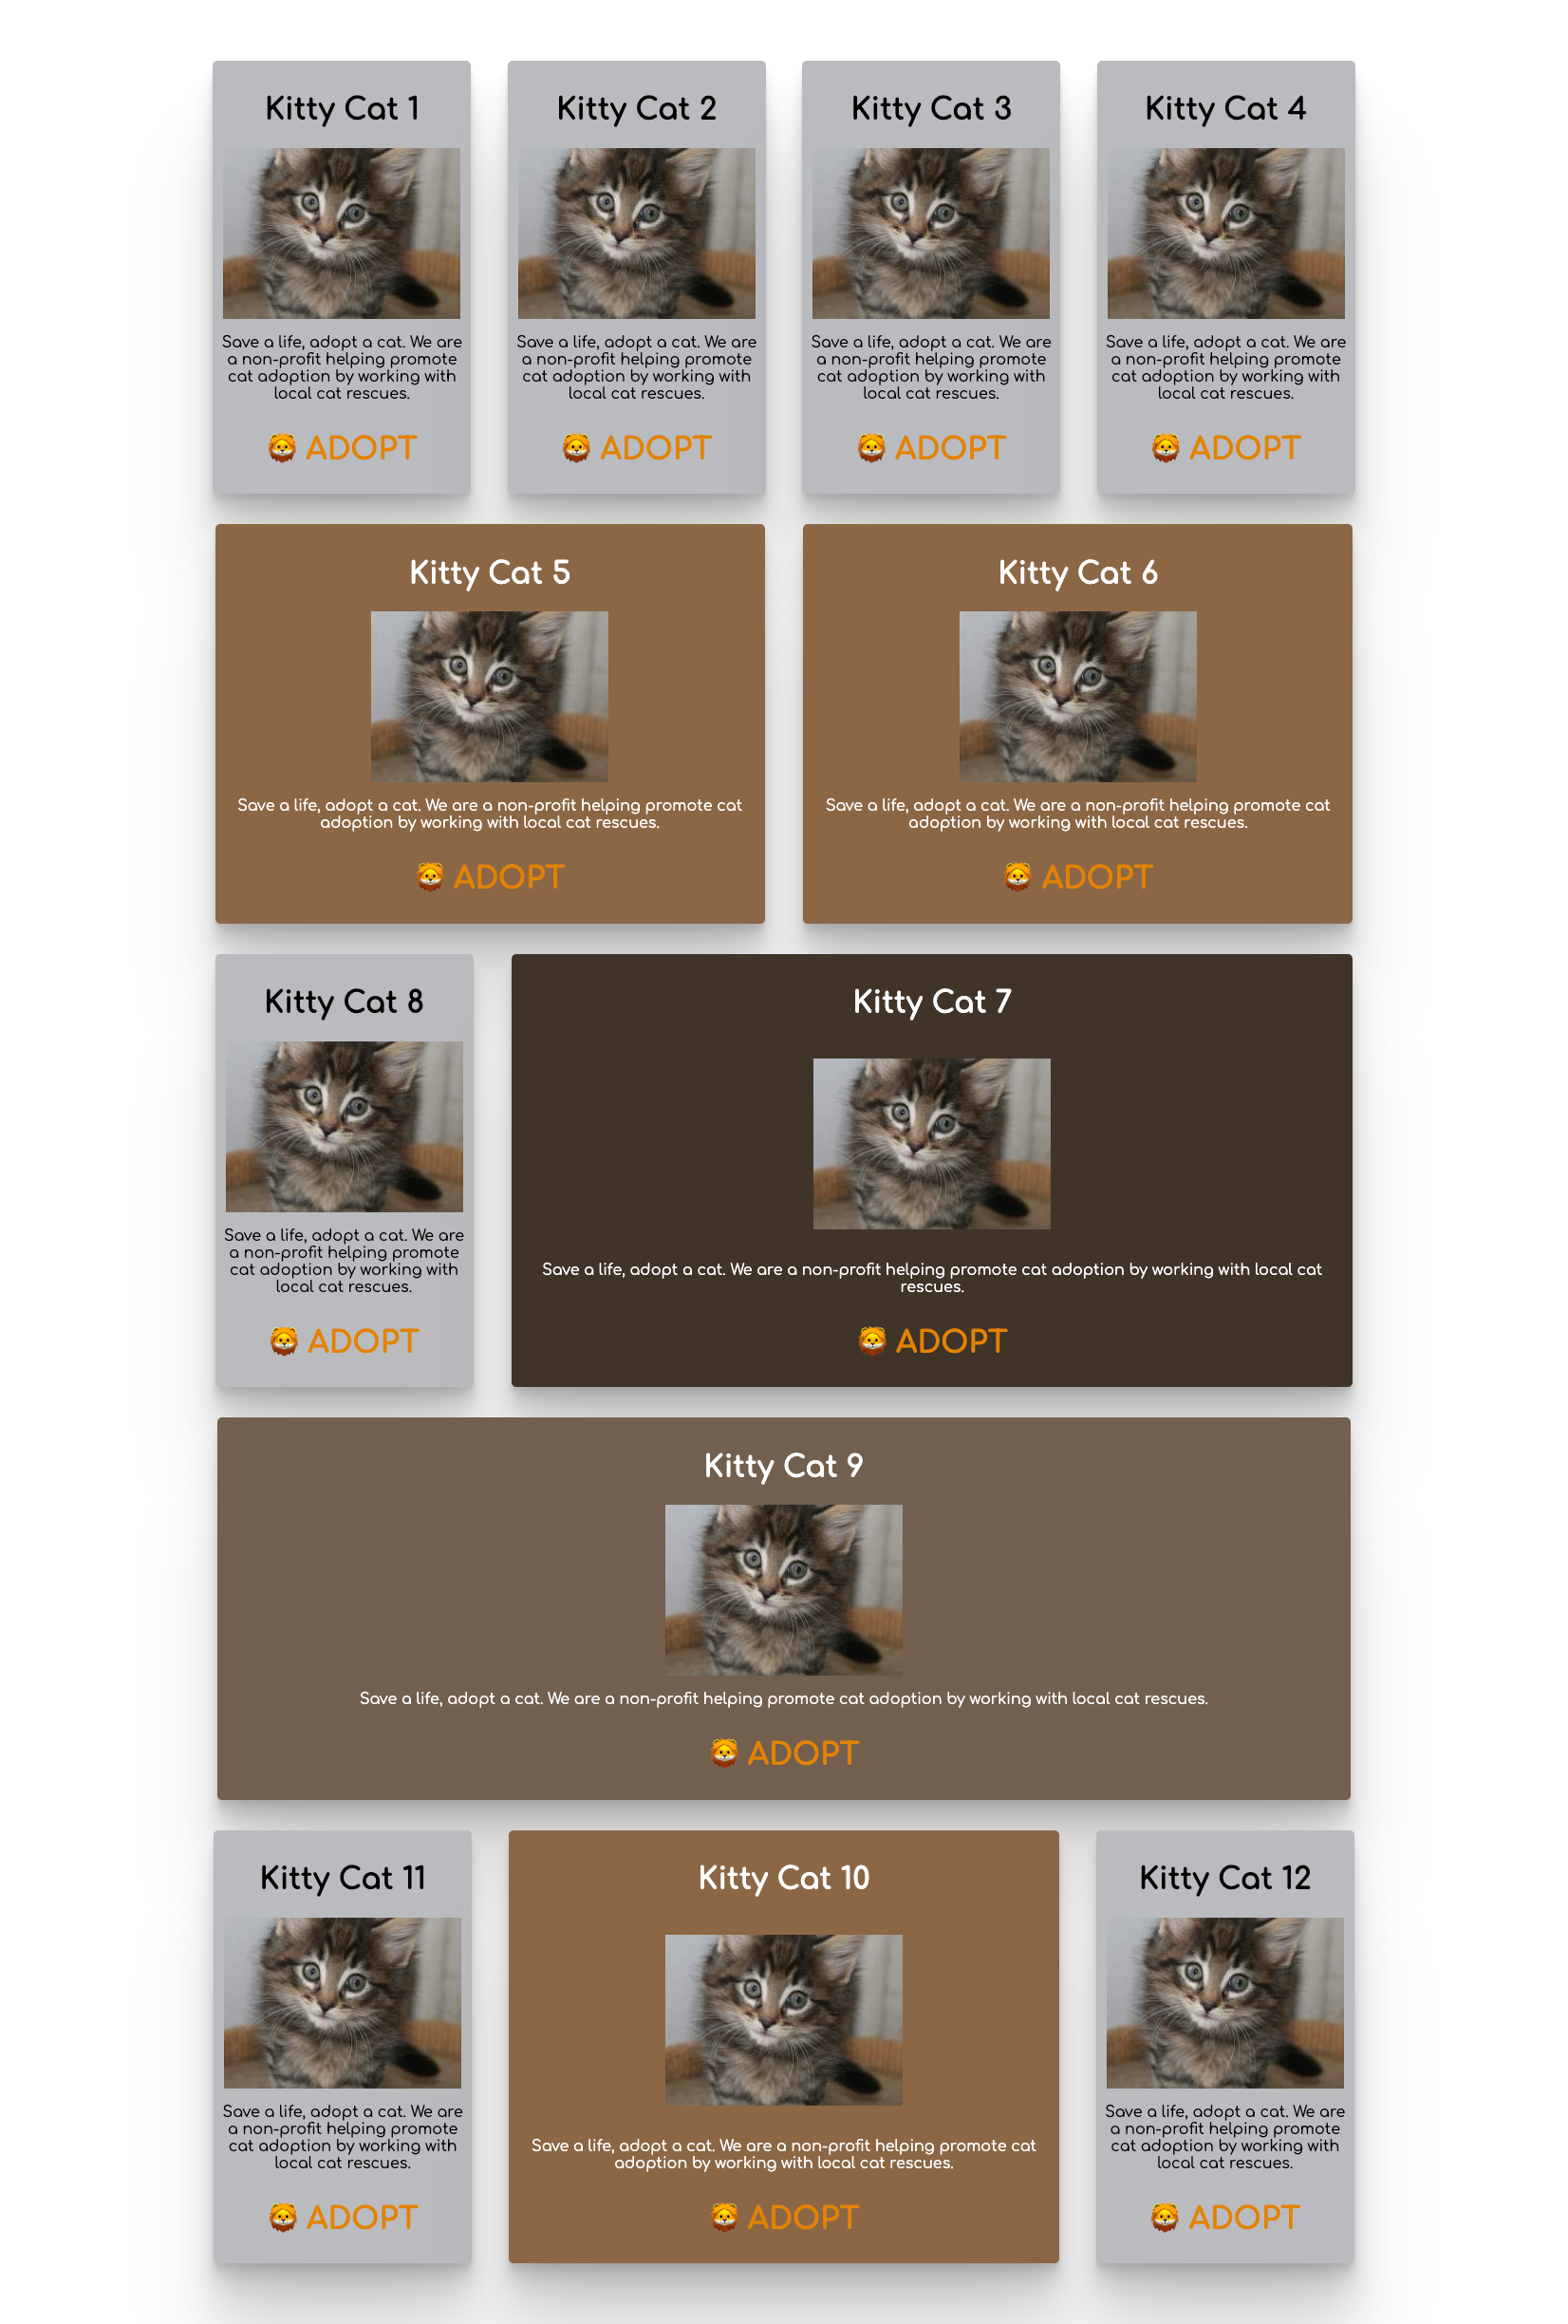 Kitty Cat 1
Save a life, adopt a cat. We are
a non-profit helping promote
cat adoption by working with
local cat rescues.
🦁 ADOPT
Kitty Cat 2
Save a life, adopt a cat. We are
a non-profit helping promote
cat adoption by working with
local cat rescues.
🦁 ADOPT
Kitty Cat 3
Save a life, adopt a cat. We are
a non-profit helping promote
cat adoption by working with
local cat rescues.
🦁 ADOPT
Kitty Cat 4
Save a life, adopt a cat. We are
a non-profit helping promote
cat adoption by working with
local cat rescues.
🦁 ADOPT
Kitty Cat 5
Save a life, adopt a cat. We are a non-profit helping promote cat
adoption by working with local cat rescues.
🦁 ADOPT
Kitty Cat 6
Save a life, adopt a cat. We are a non-profit helping promote cat
adoption by working with local cat rescues.
🦁 ADOPT
Kitty Cat 8
Save a life, adopt a cat. We are
a non-profit helping promote
cat adoption by working with
local cat rescues.
🦁 ADOPT
Kitty Cat 7
Save a life, adopt a cat. We are a non-profit helping promote cat adoption by working with local cat
rescues.
🦁 ADOPT
Kitty Cat 9
Save a life, adopt a cat. We are a non-profit helping promote cat adoption by working with local cat rescues.
🦁 ADOPT
Kitty Cat 11
Save a life, adopt a cat. We are
a non-profit helping promote
cat adoption by working with
local cat rescues.
🦁 ADOPT
Kitty Cat 10
Save a life, adopt a cat. We are a non-profit helping promote cat
adoption by working with local cat rescues.
🦁 ADOPT
Kitty Cat 12
Save a life, adopt a cat. We are
a non-profit helping promote
cat adoption by working with
local cat rescues.
🦁 ADOPT